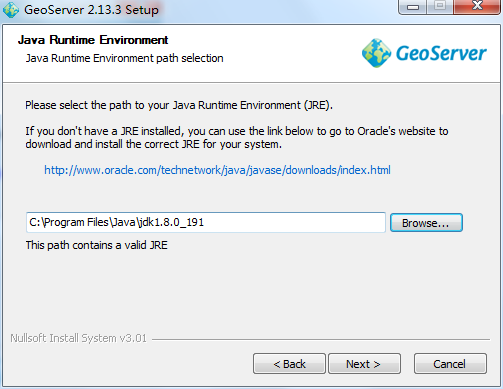 GeoServer 2.13.3 Setup
Java Runtime Environment
Java Runtime Environment path selection
GeoServer
Please select the path to your Java Runtime Environment (JRE).
If you don't have a JRE installed, you can use the link below to go to Oracle's website to
download and install the correct JRE for your system.
http://www.oracle.com/technetwork/java/javase/downloads/index.html
C:\Program Files\Java\jdk1.8.0_191
Browse...
This path contains a valid JRE
Nullsoft Install System v3.01
< Back
Next >
Cancel